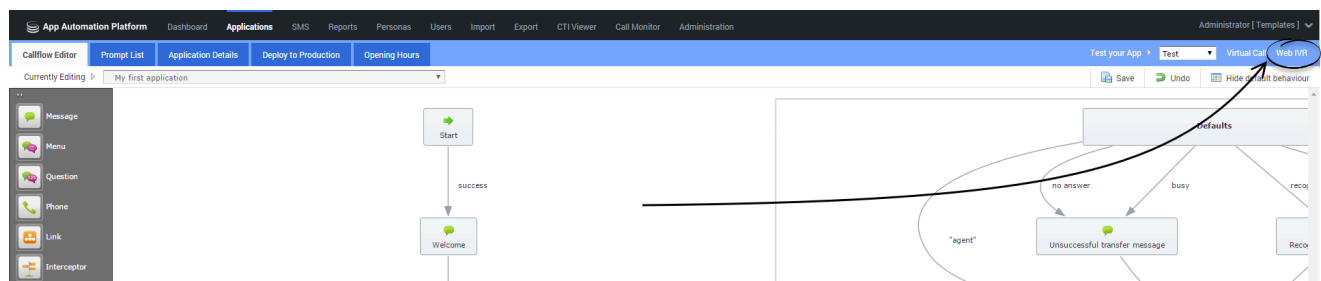 App Automation Platform Dashboard Applications SMS Reports Personas Users Import Export CTI Viewer Call Monitor Administration Administrator [ Templates ]
Callflow Editor Prompt List Application Details Deploy to Production Opening Hours Test your App Test Virtual Call Web IVR
Currently Editing My first application Save Undo Hide default behaviour
Message
Menu
Question
Phone
Link
Interceptor
Start
success
Welcome
Defaults
no answer busy
"agent"
Unsuccessful transfer message